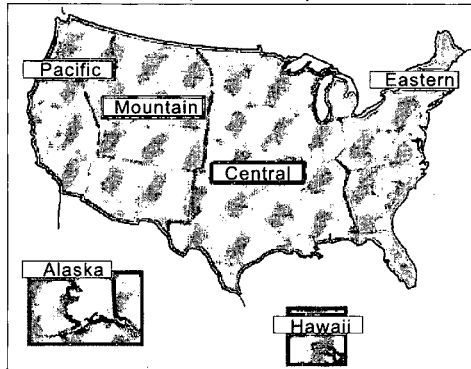 Pacific
Eastern
Mountain
Central
Alaska
Hawaii